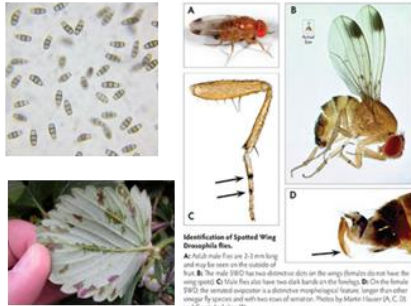 A
B
Actual
Size
C
D
Identification of Spotted Wing
Drosophila flies.
A: Adult male flies are 2-3 mm long
and may be seen on the outside of
fruit. B: The male SWD has two distinctive dots on the wings (females do not have the
wing spots). C: Male flies also have two dark bands on the forelegs. D: On the female
SWD, the serrated ovipositor is a distinctive morphological feature, longer than other
vinegar fly species and with two rows of serration. Photos by Martin Hauser (A, C, D)